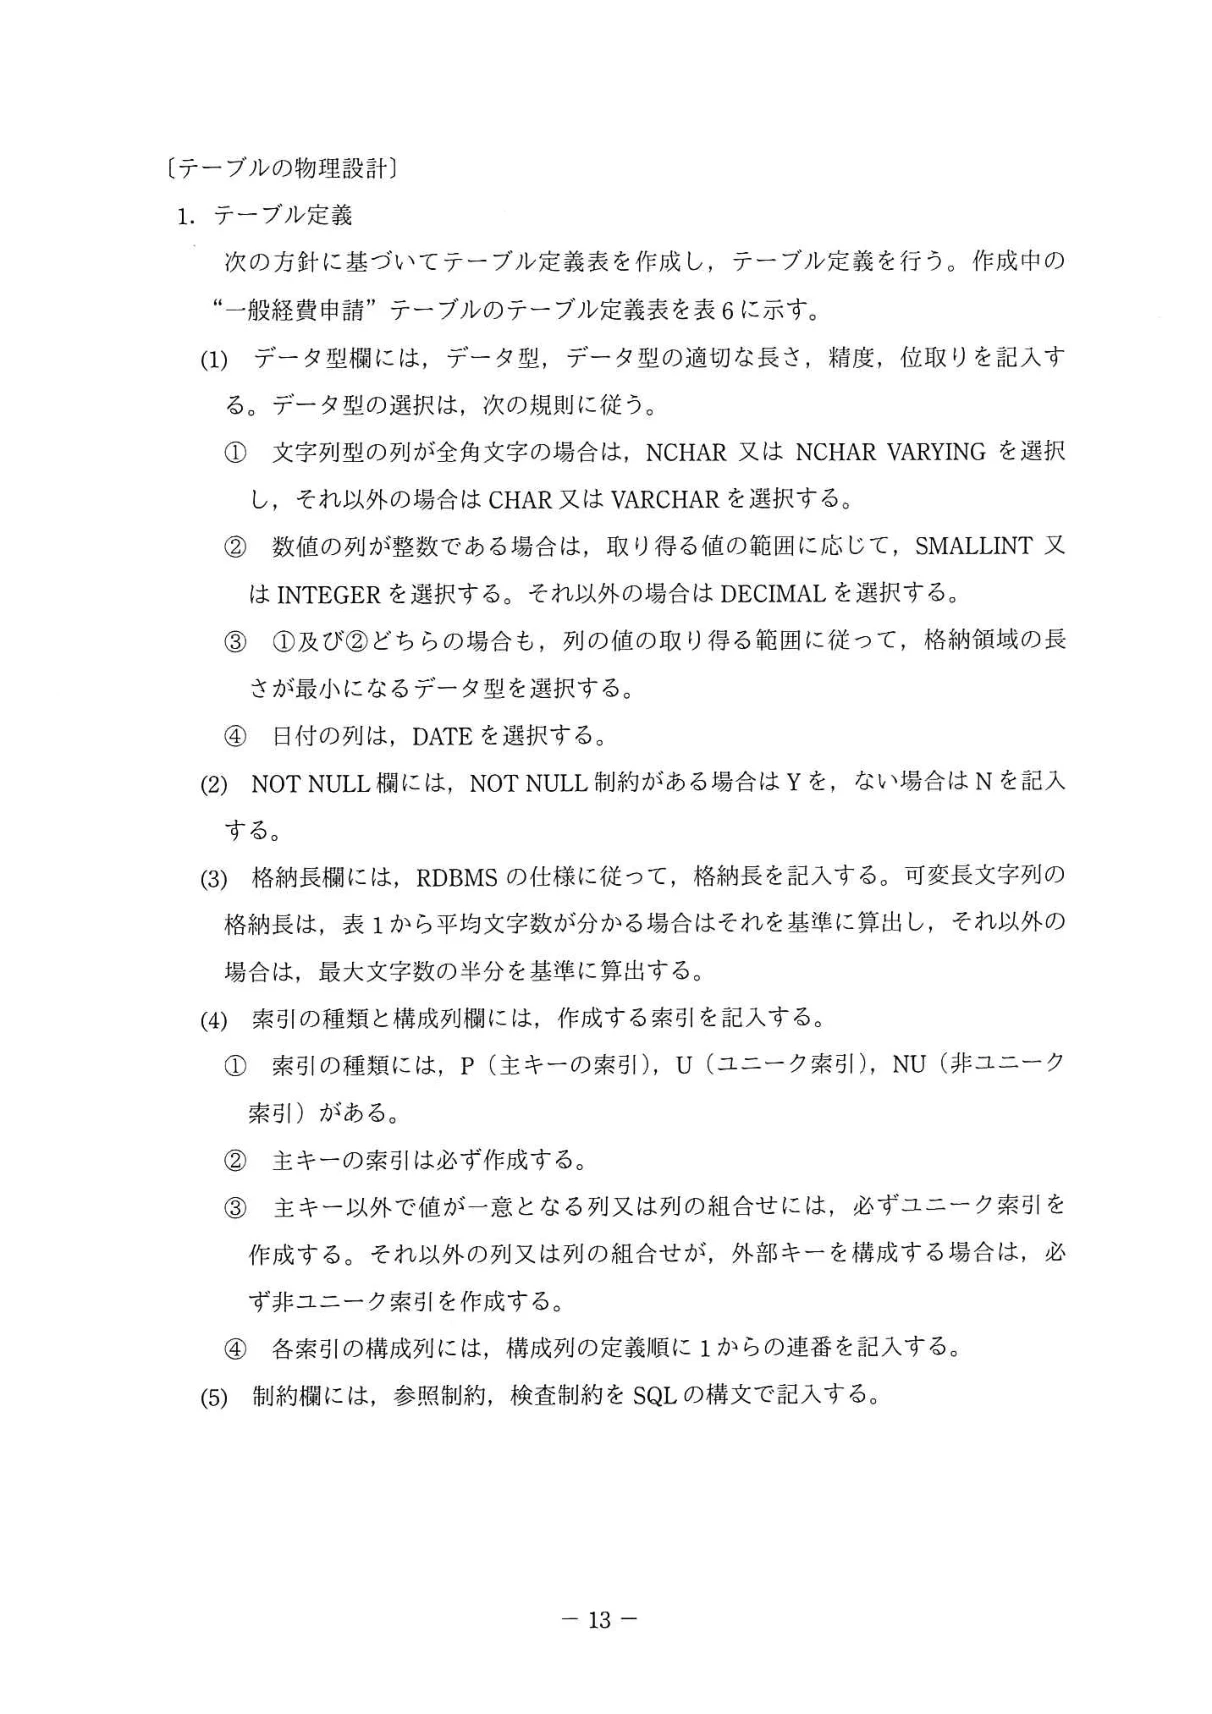 〔テーブルの物理設計〕
1. テーブル定義
次の方針に基づいてテーブル定義表を作成し，テーブル定義を行う。作成中の
“一般経費申請”テーブルのテーブル定義表を表6に示す。
(1) データ型欄には，データ型，データ型の適切な長さ，精度，位取りを記入す
る。データ型の選択は，次の規則に従う。
① 文字列型の列が全角文字の場合は，NCHAR 又は NCHAR VARYING を選択
し，それ以外の場合は CHAR 又は VARCHAR を選択する。
② 数値の列が整数である場合は，取り得る値の範囲に応じて，SMALLINT 又
は INTEGER を選択する。それ以外の場合は DECIMAL を選択する。
③ ①及び②どちらの場合も，列の値の取り得る範囲に従って，格納領域の長
さが最小になるデータ型を選択する。
④ 日付の列は，DATE を選択する。
(2) NOT NULL 欄には，NOT NULL 制約がある場合は Y を，ない場合は N を記入
する。
(3) 格納長欄には，RDBMS の仕様に従って，格納長を記入する。可変長文字列の
格納長は，表1から平均文字数が分かる場合はそれを基準に算出し，それ以外の
場合は，最大文字数の半分を基準に算出する。
(4) 索引の種類と構成列欄には，作成する索引を記入する。
① 索引の種類には，P（主キーの索引），U（ユニーク索引），NU（非ユニーク
索引）がある。
② 主キーの索引は必ず作成する。
③ 主キー以外で値が一意となる列又は列の組合せには，必ずユニーク索引を
作成する。それ以外の列又は列の組合せが，外部キーを構成する場合は，必
ず非ユニーク索引を作成する。
④ 各索引の構成列には，構成列の定義順に1からの連番を記入する。
(5) 制約欄には，参照制約，検査制約を SQL の構文で記入する。
－ 13 －